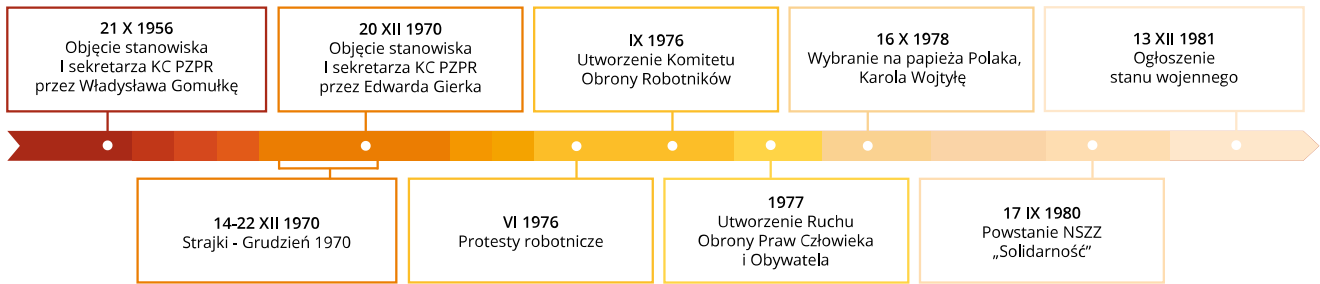 21 X 1956
Objęcie stanowiska
I sekretarza KC PZPR
przez Władysława Gomułkę
20 XII 1970
Objęcie stanowiska
I sekretarza KC PZPR
przez Edwarda Gierka
IX 1976
Utworzenie Komitetu
Obrony Robotników
16 X 1978
Wybranie na papieża Polaka,
Karola Wojtyłę
13 XII 1981
Ogłoszenie
stanu wojennego
14-22 XII 1970
Strajki - Grudzień 1970
VI 1976
Protesty robotnicze
1977
Utworzenie Ruchu
Obrony Praw Człowieka
i Obywatela
17 IX 1980
Powstanie NSZZ
„Solidarność”